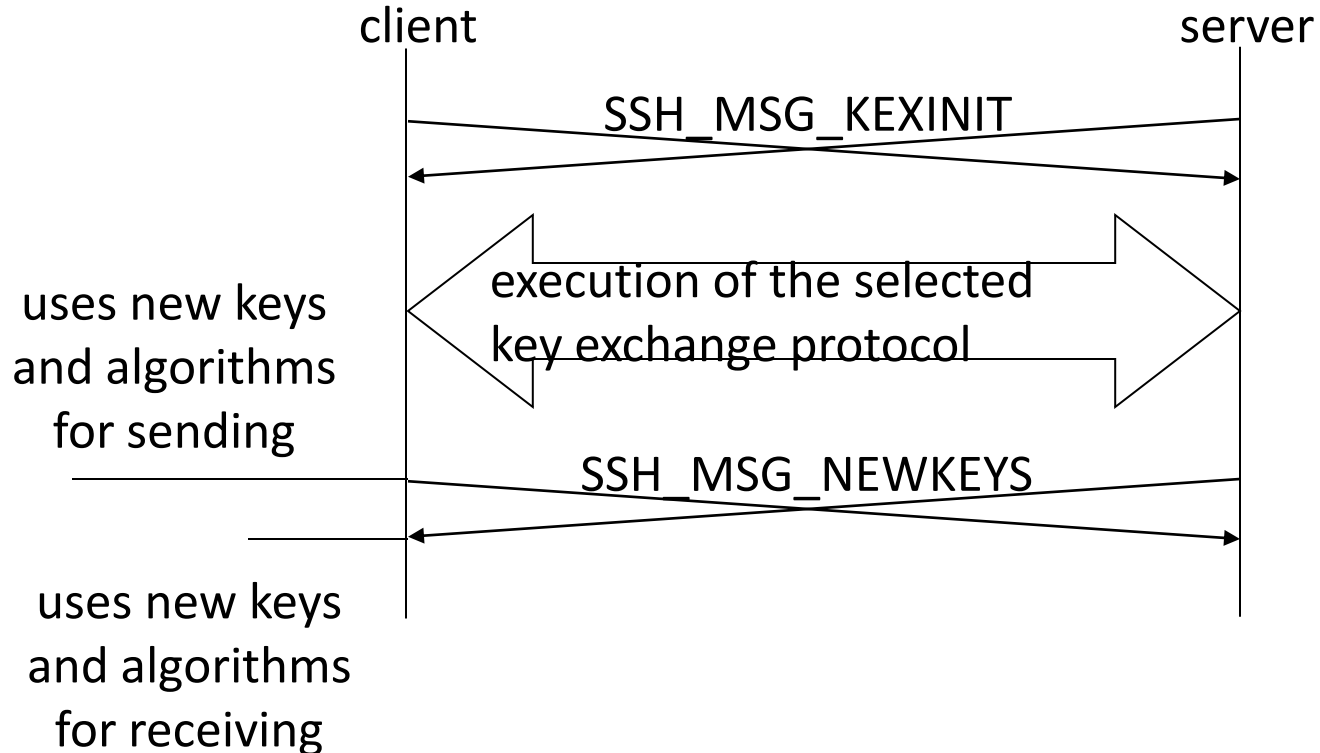 client
server
SSH_MSG_KEXINIT
execution of the selected
key exchange protocol
uses new keys
and algorithms
for sending
SSH_MSG_NEWKEYS
uses new keys
and algorithms
for receiving